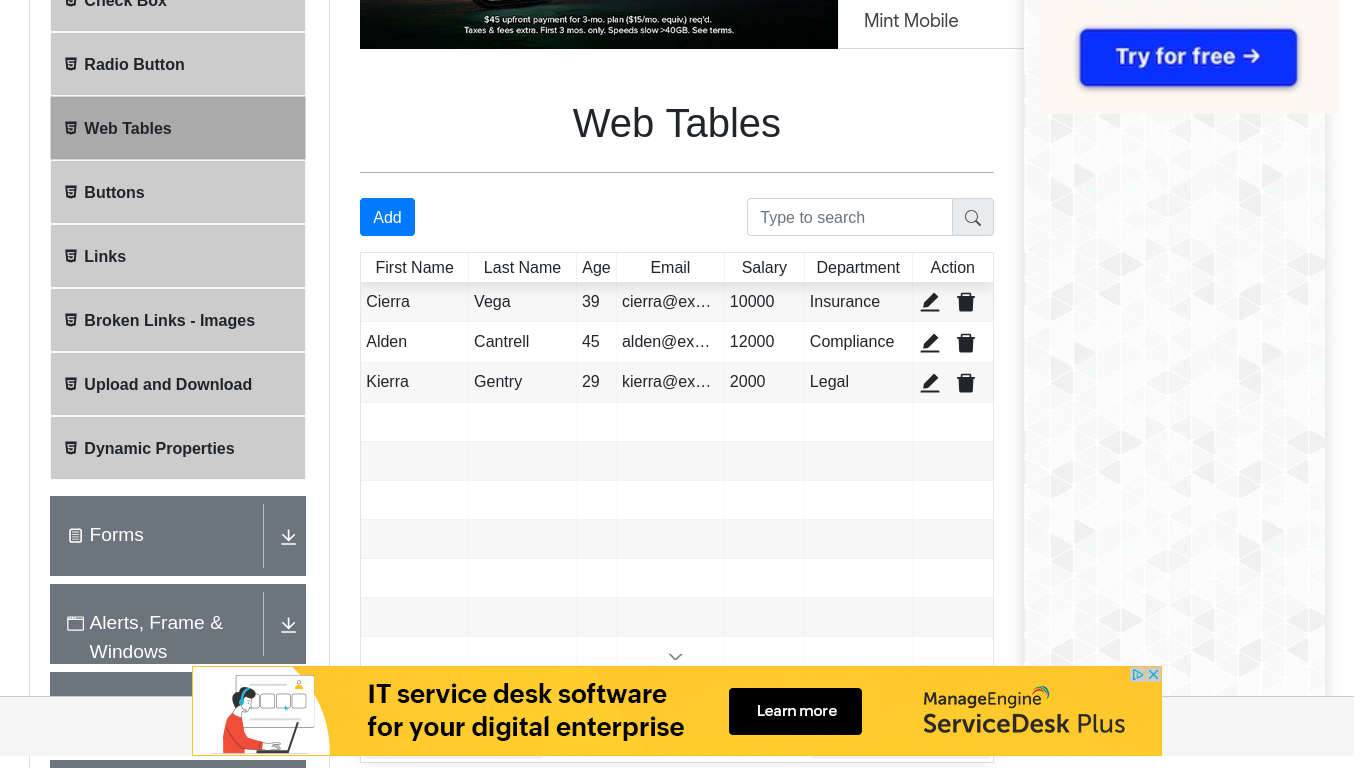 Check Box
Radio Button
Web Tables
Buttons
Links
Broken Links - Images
Upload and Download
Dynamic Properties
Forms
Alerts, Frame &
Windows
$45 upfront payment for 3-mo. plan ($15/mo. equiv.) req'd.
Taxes & fees extra. First 3 mos. only. Speeds slow >40GB. See terms.
Mint Mobile
Try for free →
Web Tables
Add
Type to search
First Name Last Name Age Email Salary Department Action
Cierra Vega 39 cierra@ex… 10000 Insurance
Alden Cantrell 45 alden@ex… 12000 Compliance
Kierra Gentry 29 kierra@ex… 2000 Legal
IT service desk software
for your digital enterprise
Learn more
ManageEngine
ServiceDesk Plus